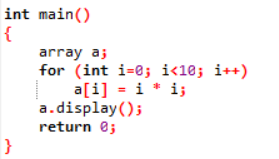 int main()
{
    array a;
    for (int i=0; i<10; i++)
        a[i] = i * i;
    a.display();
    return 0;
}